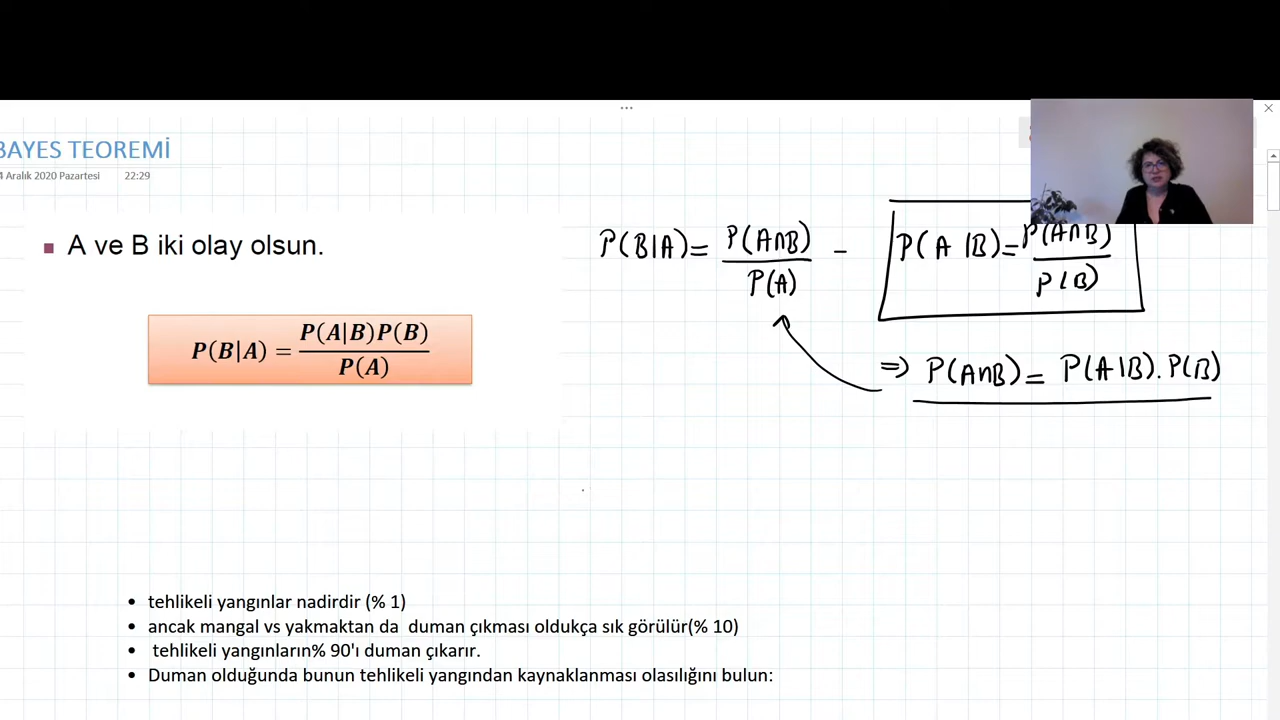 BAYES TEOREMİ
4 Aralık 2020 Pazartesi 22:29
A ve B iki olay olsun.
P(B|A) = P(A|B)P(B) / P(A)
P(B|A) = P(A∩B) / P(A) –
P(A|B) = P(A∩B) / P(B)
⇒ P(A∩B) = P(A|B). P(B)
• tehlikeli yangınlar nadirdir (% 1)
• ancak mangal vs yakmaktan da duman çıkması oldukça sık görülür(% 10)
• tehlikeli yangınların% 90'ı duman çıkarır.
• Duman olduğunda bunun tehlikeli yangından kaynaklanması olasılığını bulun: